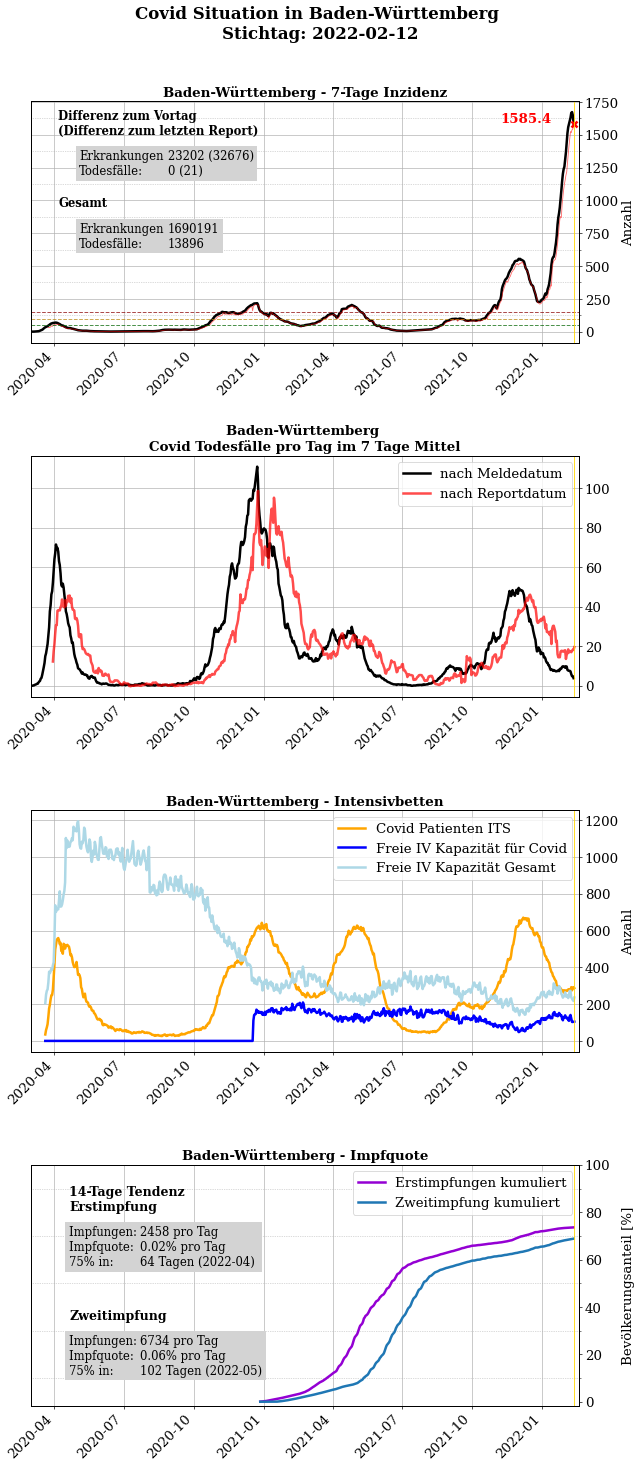 Covid Situation in Baden-Württemberg
Stichtag: 2022-02-12
Baden-Württemberg - 7-Tage Inzidenz
Differenz zum Vortag
(Differenz zum letzten Report)
Erkrankungen 23202 (32676)
Todesfälle: 0 (21)
Gesamt
Erkrankungen 1690191
Todesfälle: 13896
1585.4
1750
1500
1250
1000
750
500
250
0
Anzahl
2020-04
2020-07
2020-10
2021-01
2021-04
2021-07
2021-10
2022-01
Baden-Württemberg
Covid Todesfälle pro Tag im 7 Tage Mittel
nach Meldedatum
nach Reportdatum
100
80
60
40
20
0
2020-04
2020-07
2020-10
2021-01
2021-04
2021-07
2021-10
2022-01
Baden-Württemberg - Intensivbetten
Covid Patienten ITS
Freie IV Kapazität für Covid
Freie IV Kapazität Gesamt
1200
1000
800
600
400
200
0
Anzahl
2020-04
2020-07
2020-10
2021-01
2021-04
2021-07
2021-10
2022-01
Baden-Württemberg - Impfquote
14-Tage Tendenz
Erstimpfung
Impfungen: 2458 pro Tag
Impfquote: 0.02% pro Tag
75% in: 64 Tagen (2022-04)
Zweitimpfung
Impfungen: 6734 pro Tag
Impfquote: 0.06% pro Tag
75% in: 102 Tagen (2022-05)
Erstimpfungen kumuliert
Zweitimpfung kumuliert
100
80
60
40
20
0
Bevölkerungsanteil [%]
2020-04
2020-07
2020-10
2021-01
2021-04
2021-07
2021-10
2022-01